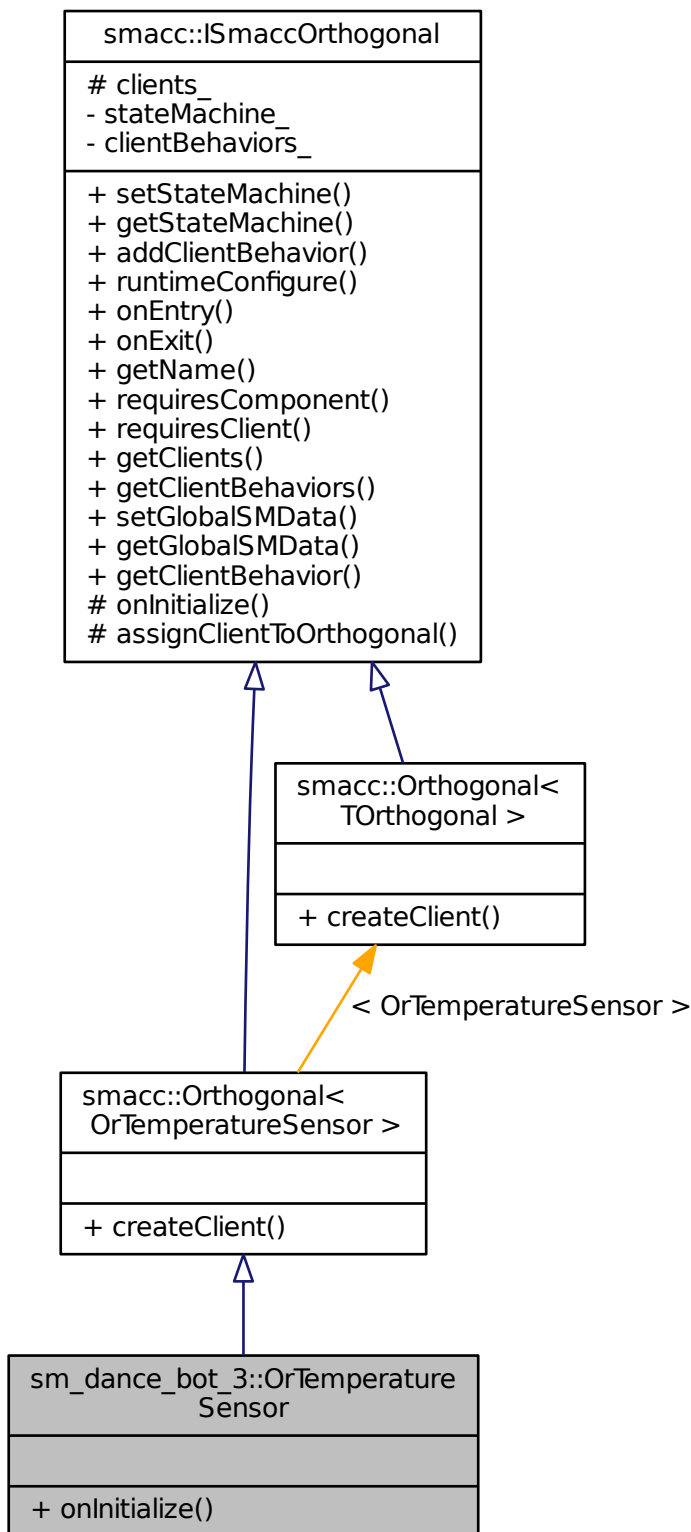 smacc::ISmaccOrthogonal
# clients_
- stateMachine_
- clientBehaviors_
+ setStateMachine()
+ getStateMachine()
+ addClientBehavior()
+ runtimeConfigure()
+ onEntry()
+ onExit()
+ getName()
+ requiresComponent()
+ requiresClient()
+ getClients()
+ getClientBehaviors()
+ setGlobalSMData()
+ getGlobalSMData()
+ getClientBehavior()
# onInitialize()
# assignClientToOrthogonal()
smacc::Orthogonal<
TOrthogonal >
+ createClient()
< OrTemperatureSensor >
smacc::Orthogonal<
OrTemperatureSensor >
+ createClient()
sm_dance_bot_3::OrTemperature
Sensor
+ onInitialize()